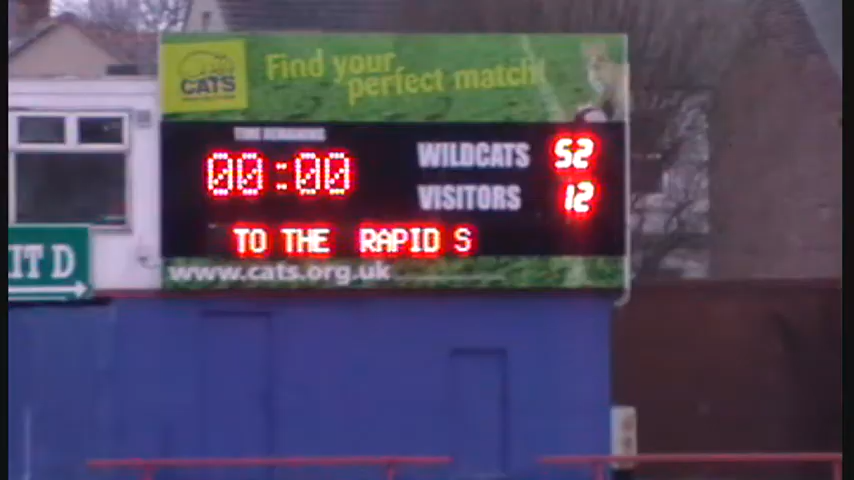 CATS
Find your
perfect match!
TIME REMAINING
00:00
WILDCATS 52
VISITORS 12
TO THE RAPID S
www.cats.org.uk
IT D